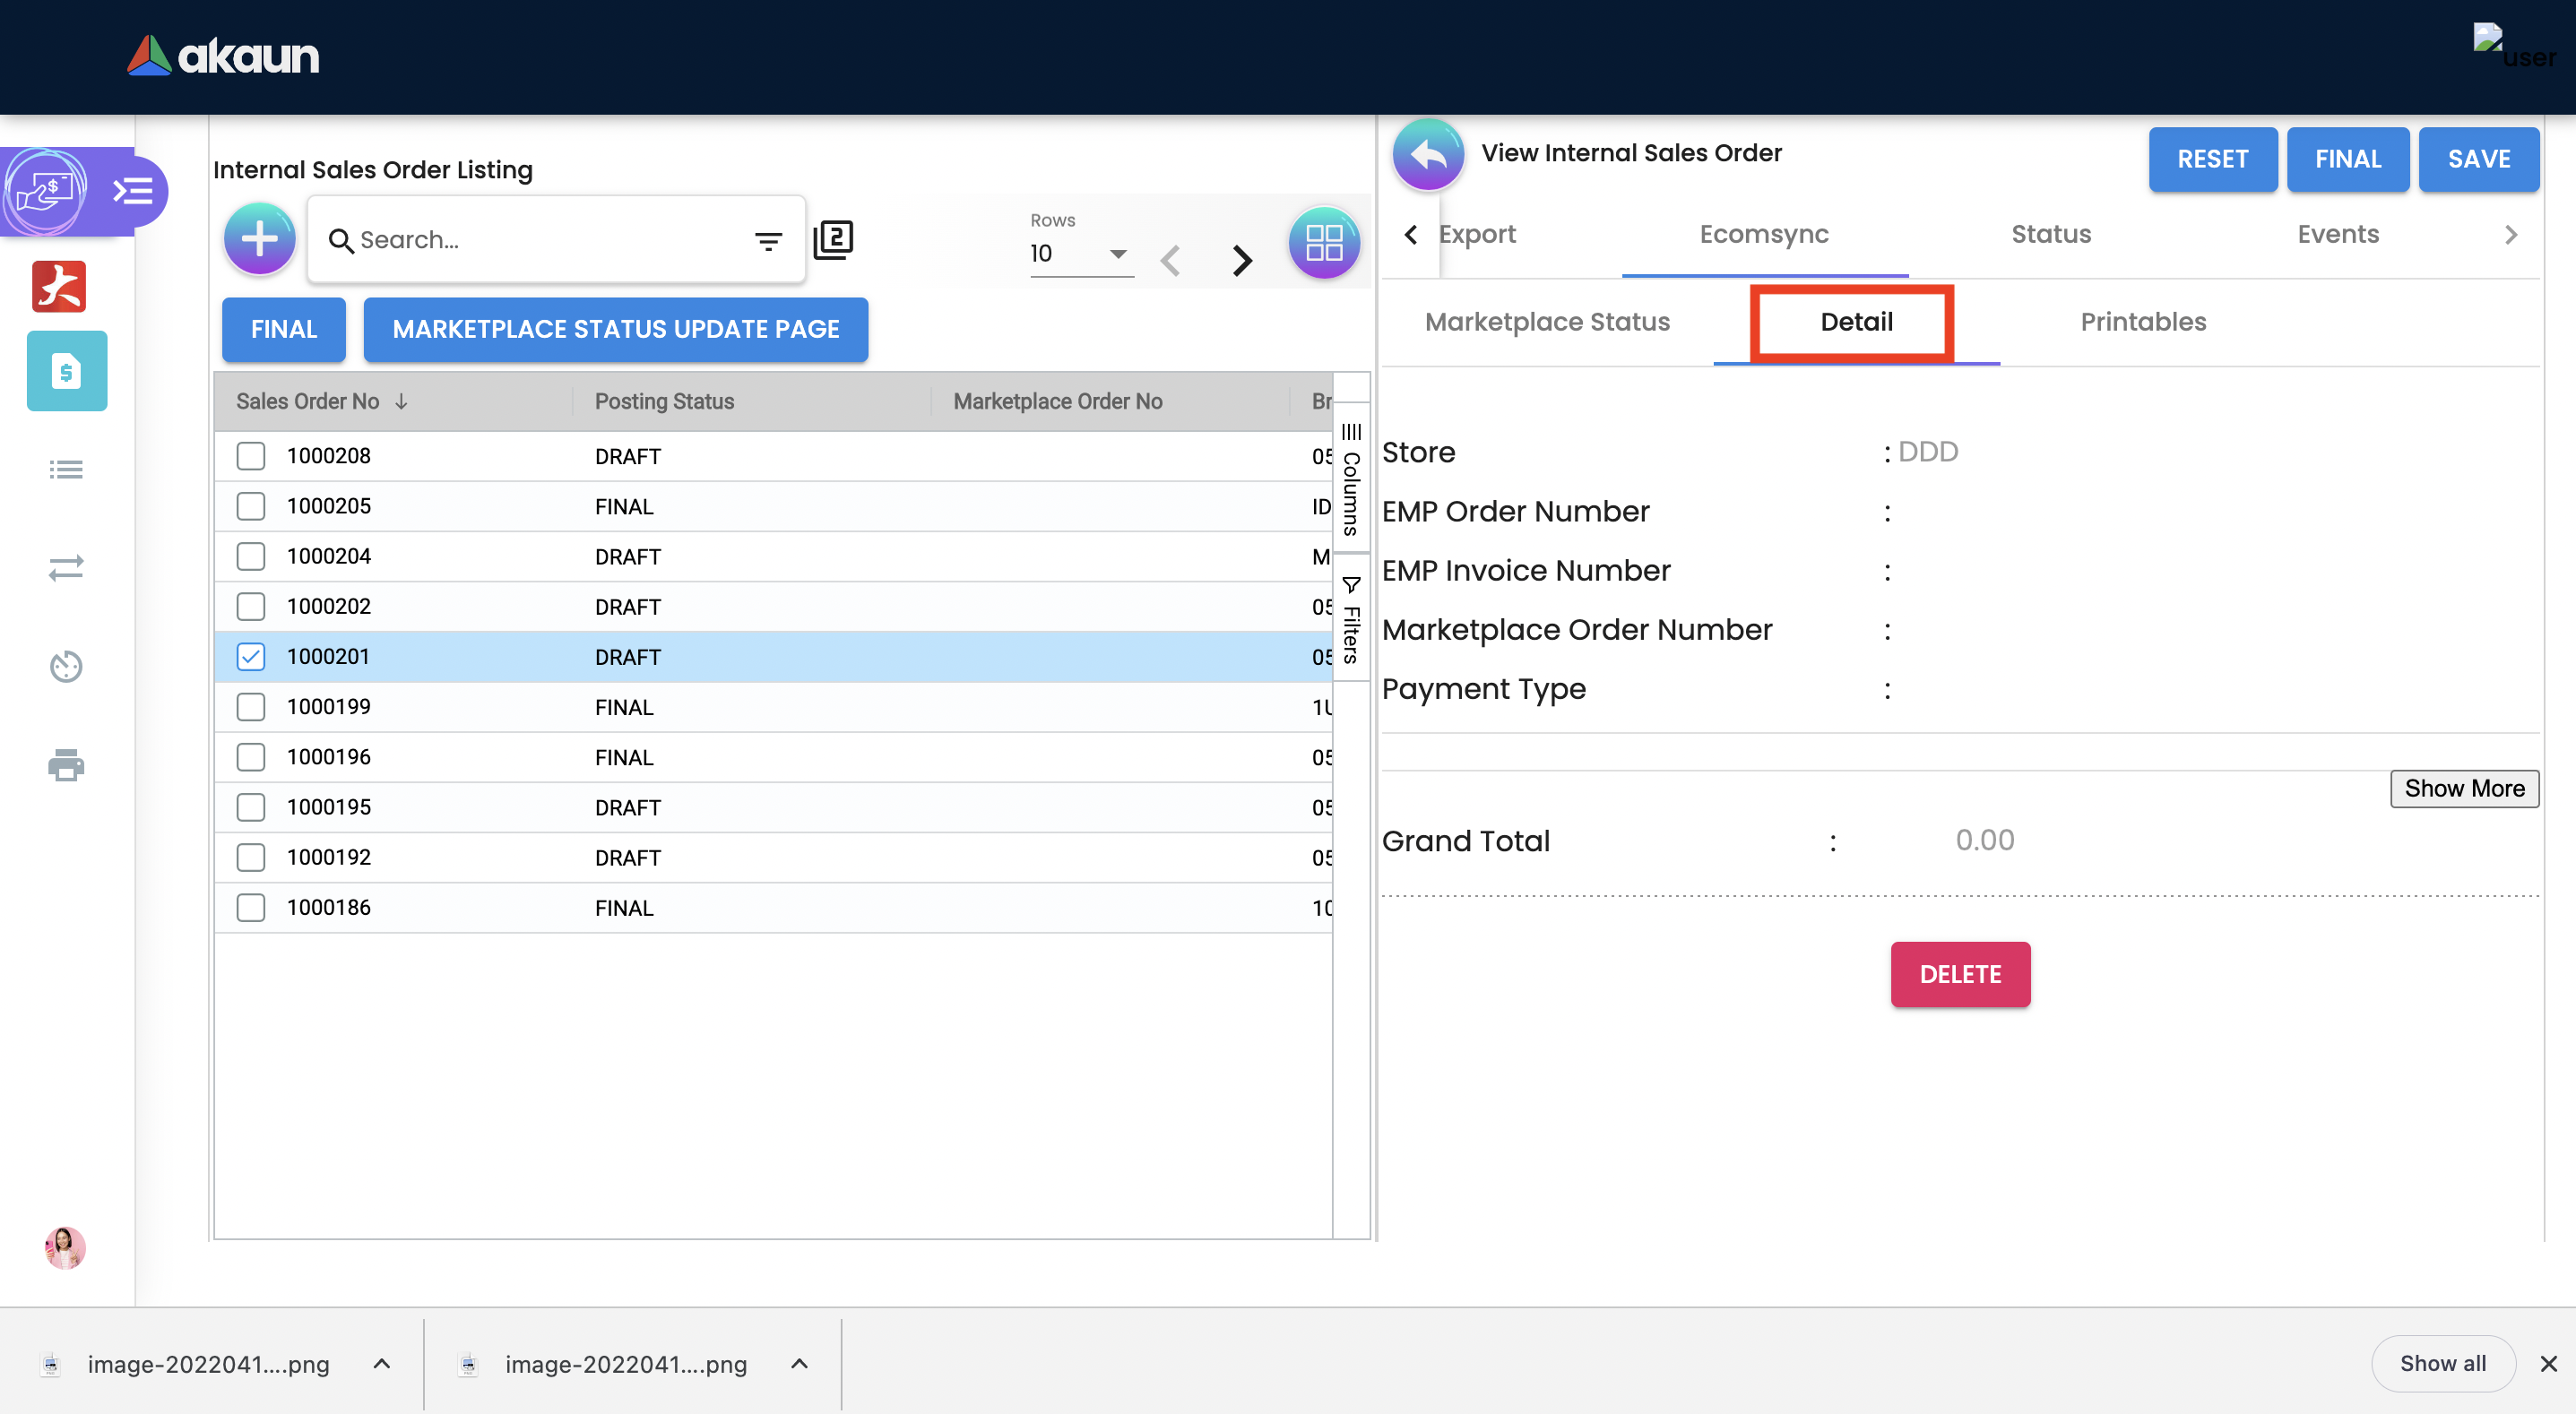 akaun
user
Internal Sales Order Listing
Search...
2
Rows
10
FINAL
MARKETPLACE STATUS UPDATE PAGE
Sales Order No
Posting Status
Marketplace Order No
Br
1000208 DRAFT 05
1000205 FINAL ID
1000204 DRAFT M
1000202 DRAFT 05
1000201 DRAFT 05
1000199 FINAL 1U
1000196 FINAL 05
1000195 DRAFT 05
1000192 DRAFT 05
1000186 FINAL 10
Columns
Filters
View Internal Sales Order
RESET
FINAL
SAVE
Export
Ecomsync
Status
Events
Marketplace Status
Detail
Printables
Store : DDD
EMP Order Number :
EMP Invoice Number :
Marketplace Order Number :
Payment Type :
Show More
Grand Total : 0.00
DELETE
image-2022041....png
image-2022041....png
Show all